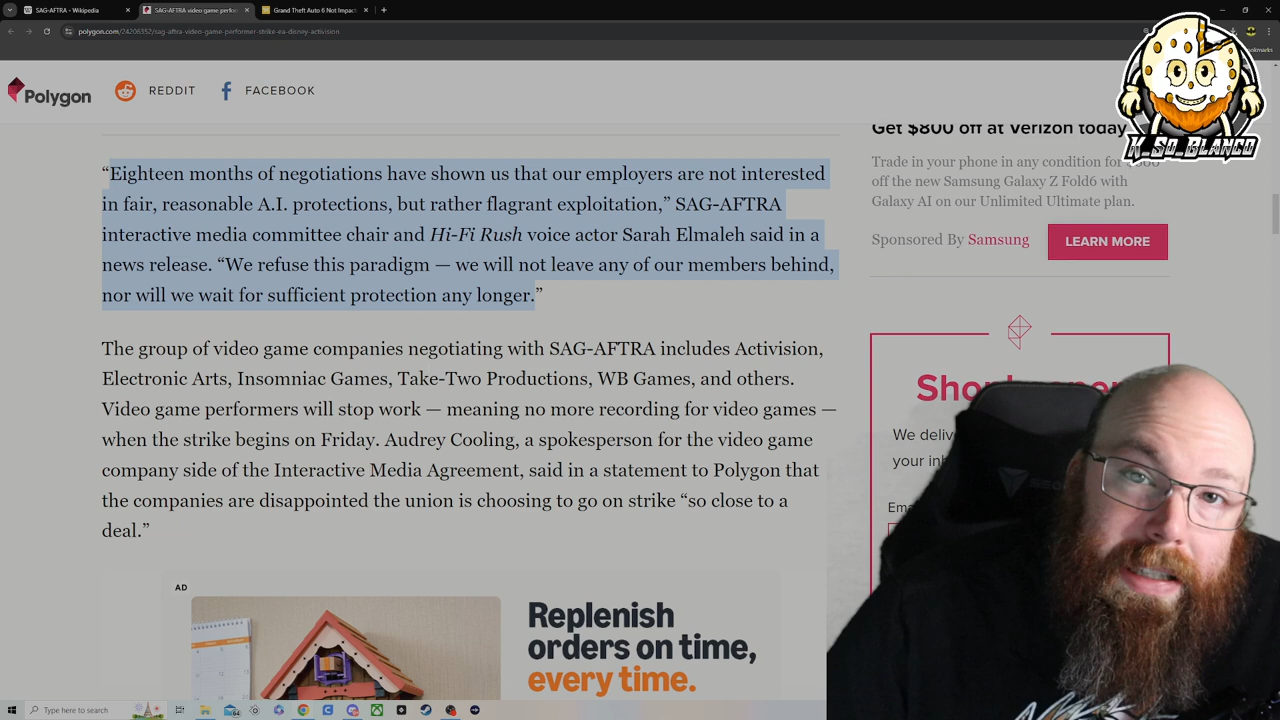 SAG-AFTRA - Wikipedia
SAG-AFTRA video game perfor
Grand Theft Auto 6 Not Impac
polygon.com/24206352/sag-aftra-video-game-performer-strike-ea-disney-activision
Polygon
REDDIT
FACEBOOK
K_So_Blanco
“Eighteen months of negotiations have shown us that our employers are not interested
in fair, reasonable A.I. protections, but rather flagrant exploitation,” SAG-AFTRA
interactive media committee chair and Hi-Fi Rush voice actor Sarah Elmaleh said in a
news release. “We refuse this paradigm — we will not leave any of our members behind,
nor will we wait for sufficient protection any longer.”
The group of video game companies negotiating with SAG-AFTRA includes Activision,
Electronic Arts, Insomniac Games, Take-Two Productions, WB Games, and others.
Video game performers will stop work — meaning no more recording for video games —
when the strike begins on Friday. Audrey Cooling, a spokesperson for the video game
company side of the Interactive Media Agreement, said in a statement to Polygon that
the companies are disappointed the union is choosing to go on strike “so close to a
deal.”
Get $800 off at Verizon today
Trade in your phone in any condition for
off the new Samsung Galaxy Z Fold6 with
Galaxy AI on our Unlimited Ultimate plan.
Sponsored By Samsung
LEARN MORE
We deliv
your inb
Ema
AD
Replenish
orders on time,
every time.
Type here to search